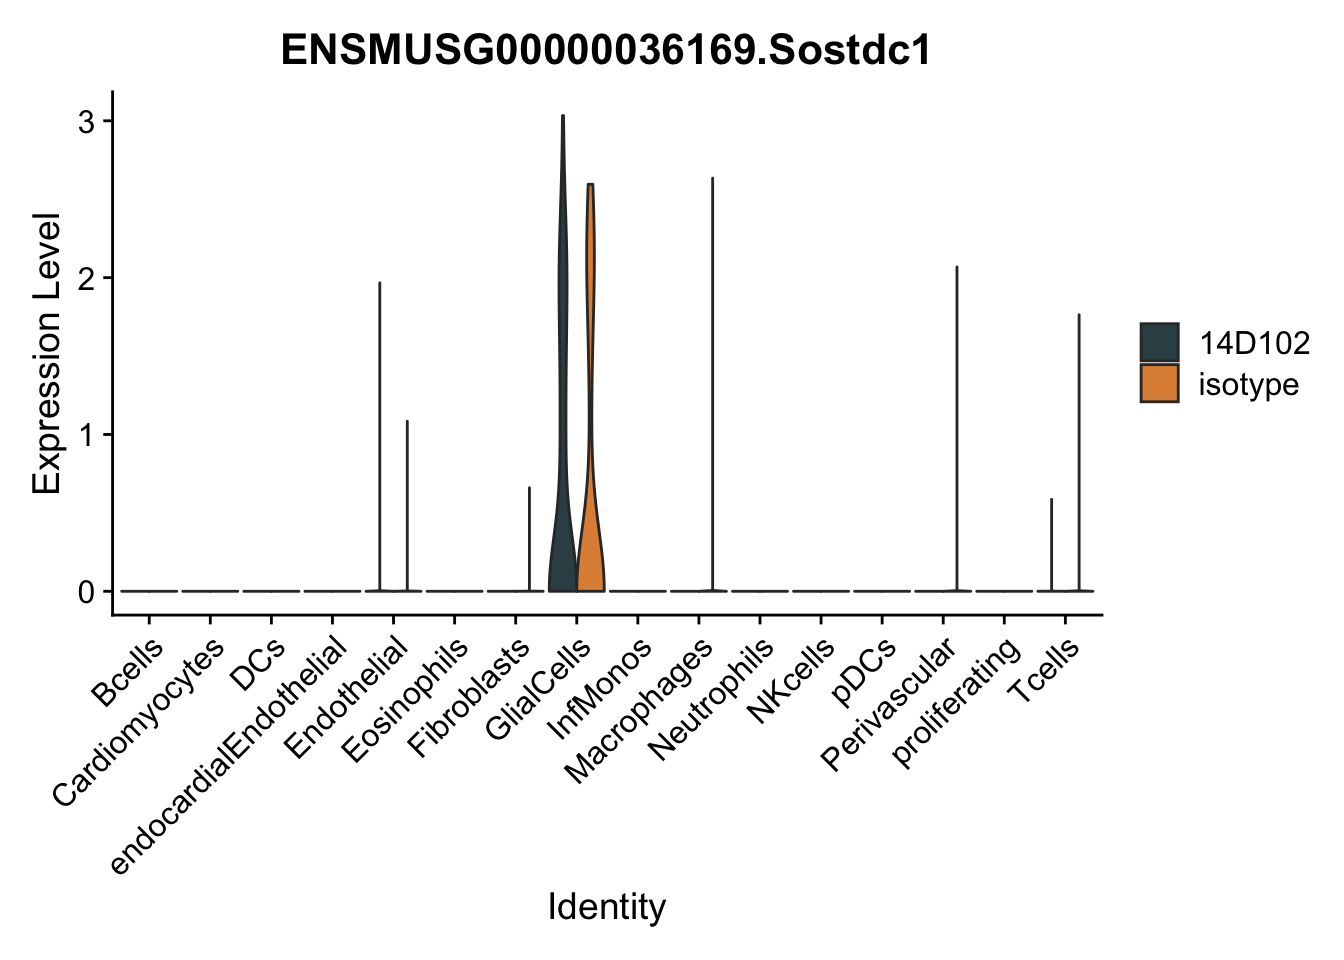 ENSMUSG00000036169.Sostdc1
Expression Level
3
2
1
0
Bcells
Cardiomyocytes
DCs
endocardialEndothelial
Endothelial
Eosinophils
Fibroblasts
GlialCells
InfMonos
Macrophages
Neutrophils
NKcells
pDCs
Perivascular
proliferating
Tcells
Identity
14D102
isotype